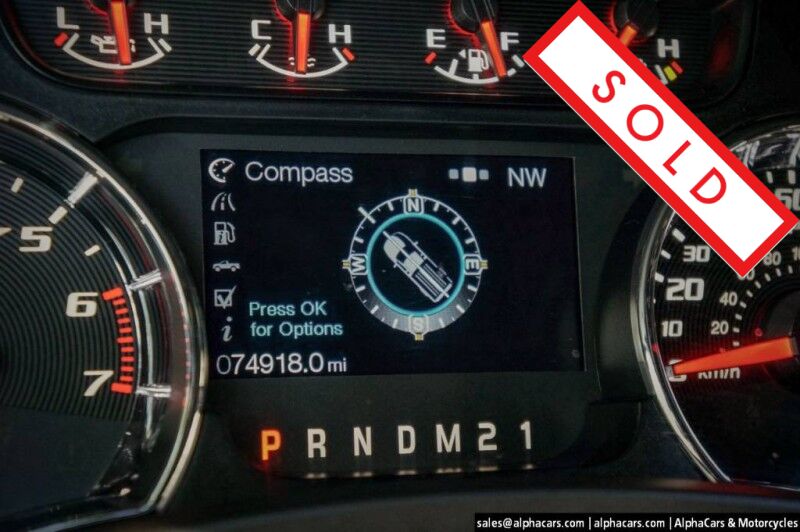 L H C H E F H
SOLD
Compass NW
N
W E
S
Press OK
for Options
i
074918.0 mi
5
6
7
60
30
20
10
0
40
20
km/h
P R N D M 2 1
sales@alphacars.com | alphacars.com | AlphaCars & Motorcycles